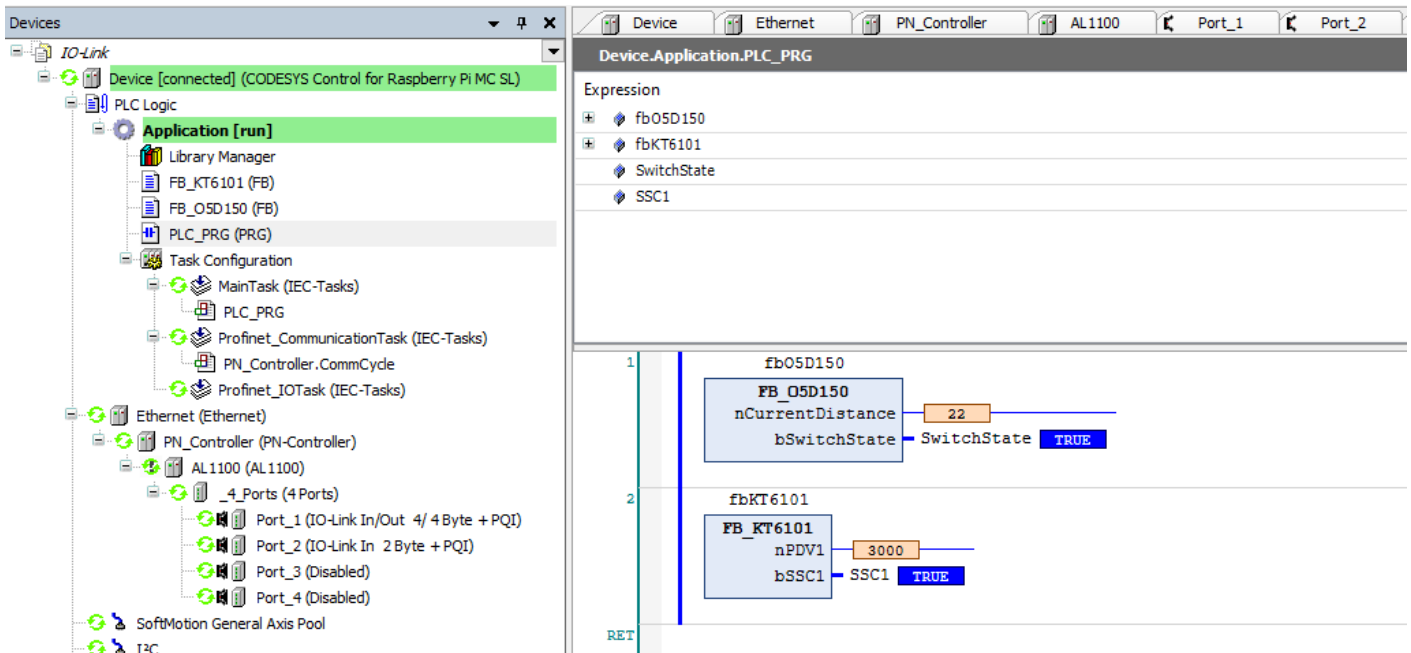 Devices
IO-Link
Device [connected] (CODESYS Control for Raspberry Pi MC SL)
PLC Logic
Application [run]
Library Manager
FB_KT6101 (FB)
FB_O5D150 (FB)
PLC_PRG (PRG)
Task Configuration
MainTask (IEC-Tasks)
PLC_PRG
Profinet_CommunicationTask (IEC-Tasks)
PN_Controller.CommCycle
Profinet_IOTask (IEC-Tasks)
Ethernet (Ethernet)
PN_Controller (PN-Controller)
AL1100 (AL1100)
_4_Ports (4 Ports)
Port_1 (IO-Link In/Out 4/ 4 Byte + PQI)
Port_2 (IO-Link In 2 Byte + PQI)
Port_3 (Disabled)
Port_4 (Disabled)
SoftMotion General Axis Pool
I²C
Device Ethernet PN_Controller AL1100 Port_1 Port_2
Device.Application.PLC_PRG
Expression
fbO5D150
fbKT6101
SwitchState
SSC1
1 fbO5D150
FB_O5D150
nCurrentDistance 22
bSwitchState SwitchState TRUE
2 fbKT6101
FB_KT6101
nPDV1 3000
bSSC1 SSC1 TRUE
RET